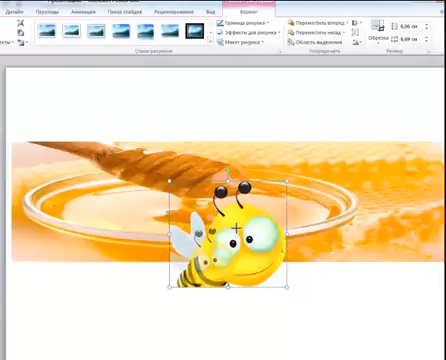 Дизайн Переходы Анимация Показ слайдов Рецензирование Вид Формат
Граница рисунка
Эффекты для рисунка
Макет рисунка
Переместить вперед
Переместить назад
Область выделения
Обрезка
6,06 см
6,09 см
Стили рисунков Упорядочить Размер